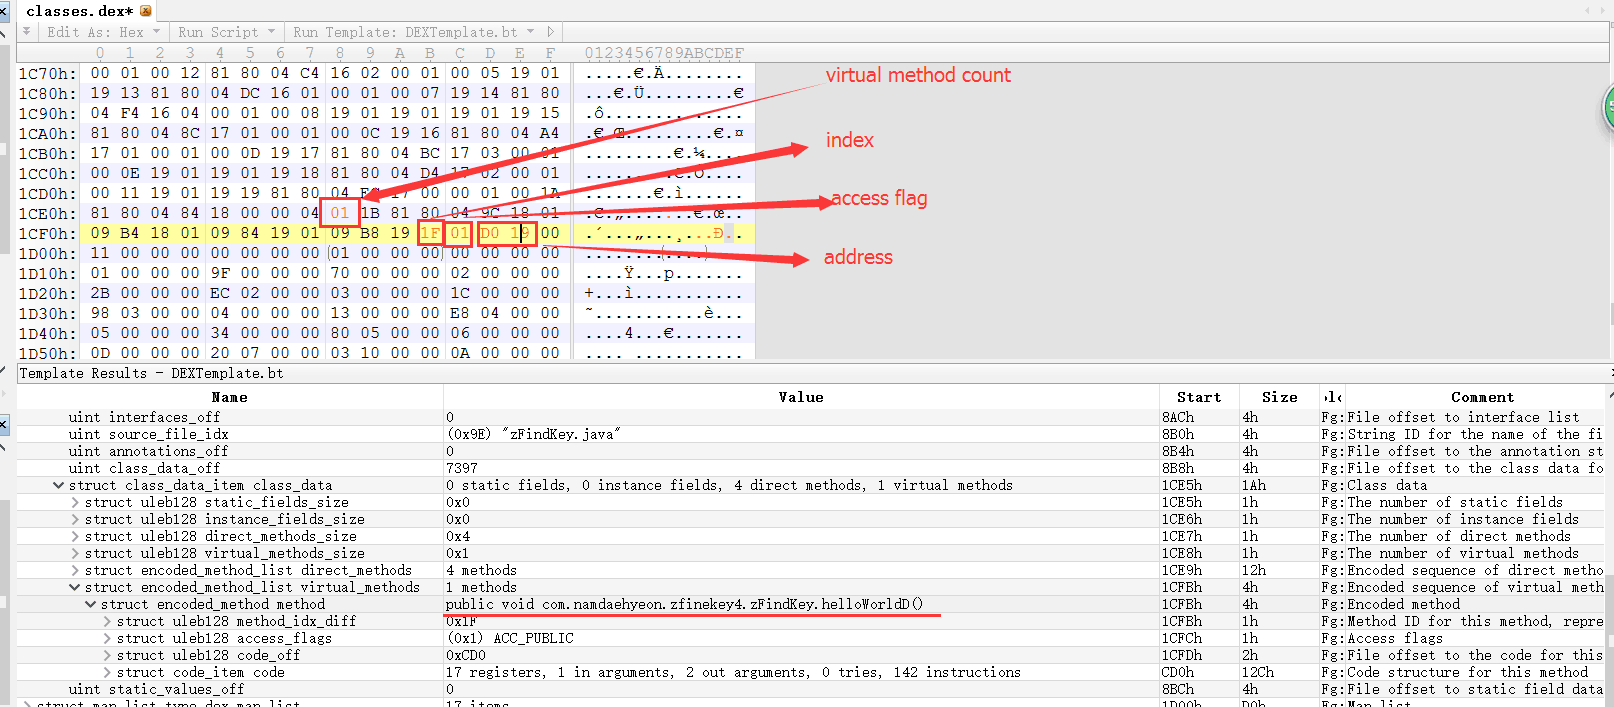 classes.dex*
Edit As: Hex Run Script Run Template: DEXTemplate.bt
0 1 2 3 4 5 6 7 8 9 A B C D E F 0123456789ABCDEF
1C70h: 00 01 00 12 81 80 04 C4 16 02 00 01 00 05 19 01 .....€.Ä........
1C80h: 19 13 81 80 04 DC 16 01 00 01 00 07 19 14 81 80 ...€.Ü.........€
1C90h: 04 F4 16 04 00 01 00 08 19 01 19 01 19 01 19 15 .ô..............
1CA0h: 81 80 04 8C 17 01 00 01 00 0C 19 16 81 80 04 A4 .€.Œ.........€.¤
1CB0h: 17 01 00 01 00 0D 19 17 81 80 04 BC 17 03 00 01 .........€.¼....
1CC0h: 00 0E 19 01 19 01 19 18 81 80 04 D4 17 02 00 01 .........€.Ô....
1CD0h: 00 11 19 01 19 19 81 80 04 EC 17 00 00 01 00 1A .......€.ì......
1CE0h: 81 80 04 84 18 00 00 04 01 1B 81 80 04 9C 18 01 .€.„.......€.œ..
1CF0h: 09 B4 18 01 09 84 19 01 09 B8 19 1F 01 D0 19 00 .´...„...¸...Ð..
1D00h: 11 00 00 00 00 00 00 00 01 00 00 00 00 00 00 00 ................
1D10h: 01 00 00 00 9F 00 00 00 70 00 00 00 02 00 00 00 ....Ÿ...p.......
1D20h: 2B 00 00 00 EC 02 00 00 03 00 00 00 1C 00 00 00 +...ì...........
1D30h: 98 03 00 00 04 00 00 00 13 00 00 00 E8 04 00 00 ˜...........è...
1D40h: 05 00 00 00 34 00 00 00 80 05 00 00 06 00 00 00 ....4...€.......
1D50h: 0D 00 00 00 20 07 00 00 03 10 00 00 0A 00 00 00 .... ...........
virtual method count
index
access flag
address
Template Results - DEXTemplate.bt
Name Value Start Size Comment
uint interfaces_off 0 8ACh 4h Fg: File offset to interface list
uint source_file_idx (0x9E) "zFindKey.java" 8B0h 4h Fg: String ID for the name of the fi
uint annotations_off 0 8B4h 4h Fg: File offset to the annotation st
uint class_data_off 7397 8B8h 4h Fg: File offset to the class data fo
struct class_data_item class_data 0 static fields, 0 instance fields, 4 direct methods, 1 virtual methods 1CE5h 1Ah Fg: Class data
struct uleb128 static_fields_size 0x0 1CE5h 1h Fg: The number of static fields
struct uleb128 instance_fields_size 0x0 1CE6h 1h Fg: The number of instance fields
struct uleb128 direct_methods_size 0x4 1CE7h 1h Fg: The number of direct methods
struct uleb128 virtual_methods_size 0x1 1CE8h 1h Fg: The number of virtual methods
struct encoded_method_list direct_methods 4 methods 1CE9h 12h Fg: Encoded sequence of direct metho
struct encoded_method_list virtual_methods 1 methods 1CFBh 4h Fg: Encoded sequence of virtual meth
struct encoded_method method public void com.namdaehyeon.zfinekey4.zFindKey.helloWorldD() 1CFBh 4h Fg: Encoded method
struct uleb128 method_idx_diff 0x1F 1CFBh 1h Fg: Method ID for this method, repre
struct uleb128 access_flags (0x1) ACC_PUBLIC 1CFCh 1h Fg: Access flags
struct uleb128 code_off 0xCD0 1CFDh 2h Fg: File offset to the code for this
struct code_item code 17 registers, 1 in arguments, 2 out arguments, 0 tries, 142 instructions CD0h 12Ch Fg: Code structure for this method
uint static_values_off 0 8BCh 4h Fg: File offset to static field data
struct map_list_type dex_map_list 17 items 1D00h D0h Fg: Map list